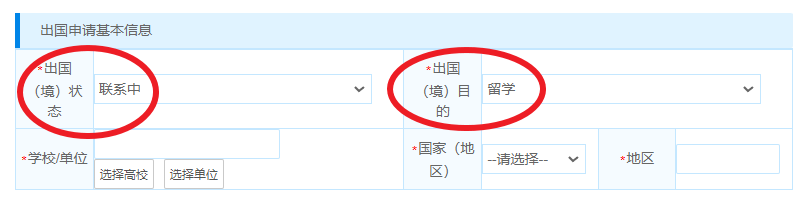 出国申请基本信息
*出国（境）状态
联系中
*出国（境）目的
留学
*学校/单位
选择高校 选择单位
*国家（地区）
--请选择--
*地区